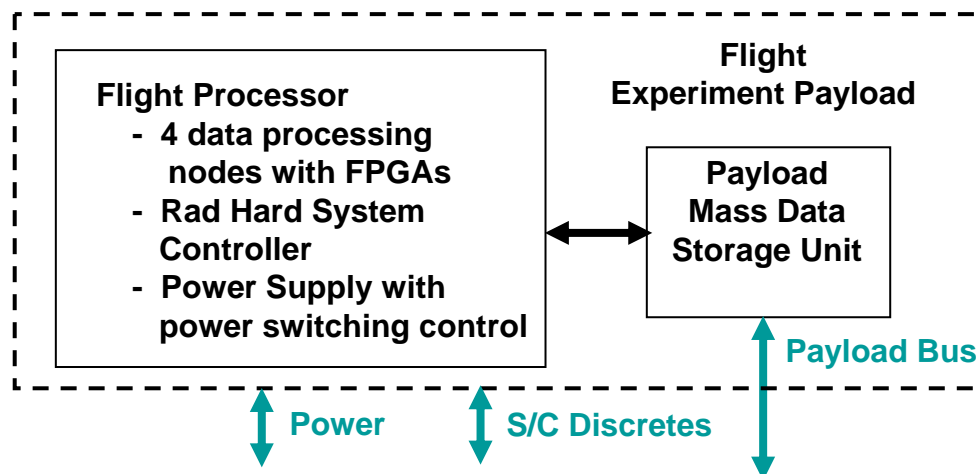 Flight Processor
- 4 data processing
nodes with FPGAs
- Rad Hard System
Controller
- Power Supply with
power switching control
Flight
Experiment Payload
Payload
Mass Data
Storage Unit
Payload Bus
Power
S/C Discretes